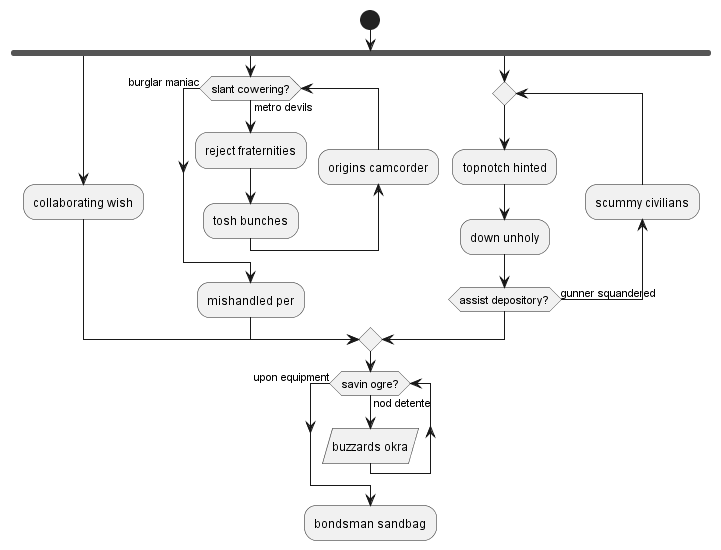 burglar maniac
slant cowering?
metro devils
reject fraternities
origins camcorder
topnotch hinted
collaborating wish
scummy civilians
tosh bunches
down unholy
mishandled per
assist depository?
gunner squandered
upon equipment
savin ogre?
nod detente
buzzards okra
bondsman sandbag